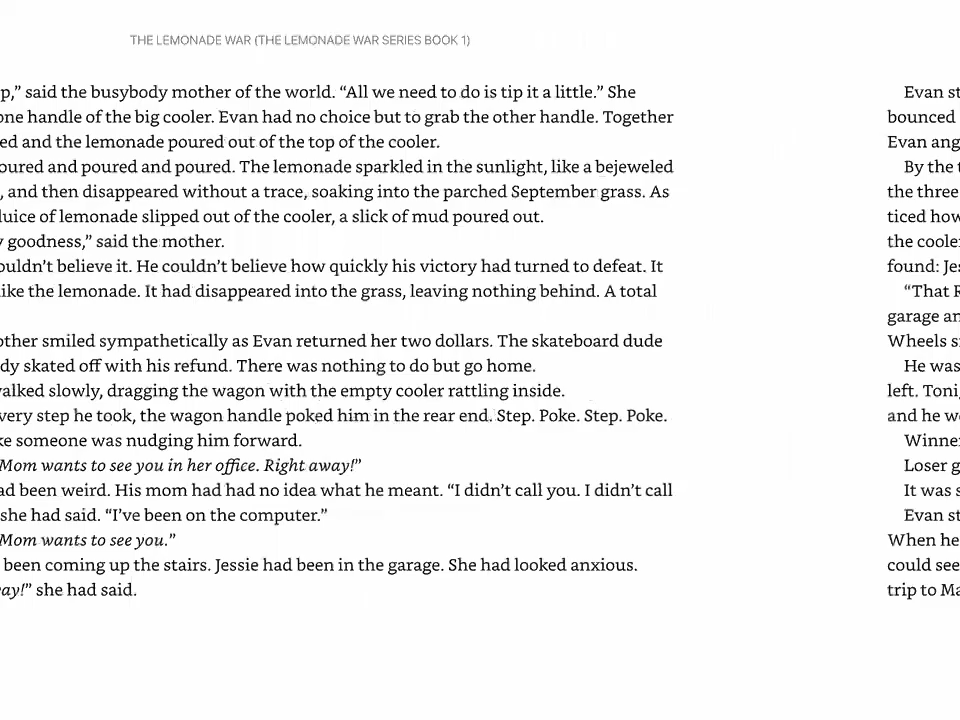 THE LEMONADE WAR (THE LEMONADE WAR SERIES BOOK 1)
p,” said the busybody mother of the world. “All we need to do is tip it a little.” She
one handle of the big cooler. Evan had no choice but to grab the other handle. Together
ed and the lemonade poured out of the top of the cooler.
oured and poured and poured. The lemonade sparkled in the sunlight, like a bejeweled
, and then disappeared without a trace, soaking into the parched September grass. As
luice of lemonade slipped out of the cooler, a slick of mud poured out.
y goodness,” said the mother.
ouldn’t believe it. He couldn’t believe how quickly his victory had turned to defeat. It
ike the lemonade. It had disappeared into the grass, leaving nothing behind. A total
other smiled sympathetically as Evan returned her two dollars. The skateboard dude
dy skated off with his refund. There was nothing to do but go home.
walked slowly, dragging the wagon with the empty cooler rattling inside.
very step he took, the wagon handle poked him in the rear end. Step. Poke. Step. Poke.
ke someone was nudging him forward.
Mom wants to see you in her office. Right away!”
ad been weird. His mom had had no idea what he meant. “I didn’t call you. I didn’t call
she had said. “I’ve been on the computer.”
Mom wants to see you.”
been coming up the stairs. Jessie had been in the garage. She had looked anxious.
ay!” she had said.
Evan st
bounced
Evan ang
By the t
the three
ticed how
the cooler
found: Jes
“That R
garage an
Wheels s
He was
left. Toni
and he w
Winner
Loser g
It was s
Evan st
When he
could see
trip to Ma